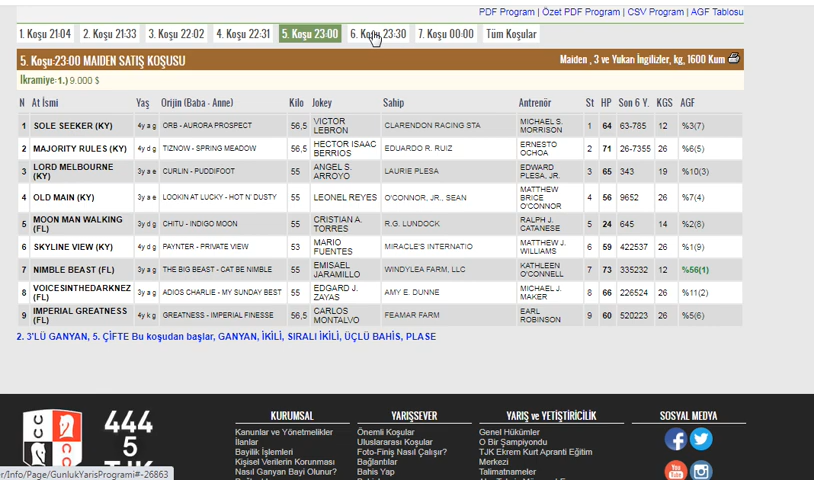 PDF Program | Özet PDF Program | CSV Program | AGF Tablosu
1. Koşu 21:04 2. Koşu 21:33 3. Koşu 22:02 4. Koşu 22:31 5. Koşu 23:00 6. Koşu 23:30 7. Koşu 00:00 Tüm Koşular
5. Koşu:23:00 MAIDEN SATIŞ KOŞUSU Maiden , 3 ve Yukarı İngilizler, kg, 1600 Kum
İkramiye:1.) 9.000 $
N At İsmi Yaş Orijin (Baba - Anne) Kilo Jokey Sahip Antrenör St HP Son 6 Y. KGS AGF
1 SOLE SEEKER (KY) 4y a g ORB - AURORA PROSPECT 56,5 VICTOR LEBRON CLARENDON RACING STA MICHAEL S. MORRISON 1 64 63-785 12 %3(7)
2 MAJORITY RULES (KY) 4y d g TIZNOW - SPRING MEADOW 56,5 HECTOR ISAAC BERRIOS EDUARDO R. RUIZ ERNESTO OCHOA 2 71 26-7355 26 %6(5)
3 LORD MELBOURNE (KY) 3y a e CURLIN - PUDDIFOOT 55 ANGEL S. ARROYO LAURIE PLESA EDWARD PLESA, JR. 3 65 343 19 %10(3)
4 OLD MAIN (KY) 3y a e LOOKIN AT LUCKY - HOT N' DUSTY 55 LEONEL REYES O'CONNOR, JR., SEAN MATTHEW BRICE O'CONNOR 4 56 9652 26 %7(4)
5 MOON MAN WALKING (FL) 3y d g CHITU - INDIGO MOON 55 CRISTIAN A. TORRES R.G. LUNDOCK RALPH J. CATANESE 5 24 645 14 %2(8)
6 SKYLINE VIEW (KY) 4y d g PAYNTER - PRIVATE VIEW 53 MARIO FUENTES MIRACLE'S INTERNATIO MATTHEW J. WILLIAMS 6 59 422537 26 %1(9)
7 NIMBLE BEAST (FL) 3y a g THE BIG BEAST - CAT BE NIMBLE 55 EMISAEL JARAMILLO WINDYLEA FARM, LLC KATHLEEN O'CONNELL 7 73 335232 12 %56(1)
8 VOICESINTHEDARKNEZ (FL) 3y a g ADIOS CHARLIE - MY SUNDAY BEST 55 EDGARD J. ZAYAS AMY E. DUNNE MICHAEL J. MAKER 8 66 226524 26 %11(2)
9 IMPERIAL GREATNESS (FL) 4y k g GREATNESS - IMPERIAL FINESSE 56,5 CARLOS MONTALVO FEAMAR FARM EARL ROBINSON 9 60 520223 26 %5(6)
2. 3'LÜ GANYAN, 5. ÇİFTE Bu koşudan başlar, GANYAN, İKİLİ, SIRALI İKİLİ, ÜÇLÜ BAHİS, PLASE
444 KURUMSAL YARIŞSEVER YARIŞ ve YETİŞTİRİCİLİK SOSYAL MEDYA
5 Kanunlar ve Yönetmelikler Önemli Koşular Genel Hükümler
TJK İlanlar Uluslararası Koşular O Bir Şampiyondu
Bayilik İşlemleri Foto-Finiş Nasıl Çalışır? TJK Ekrem Kurt Apranti Eğitim
Kişisel Verilerin Korunması Bağlantılar Merkezi
Nasıl Ganyan Bayi Olunur? Bahis Yap Talimatnameler
er/Info/Page/GunlukYarisProgrami#-26863
You Tube